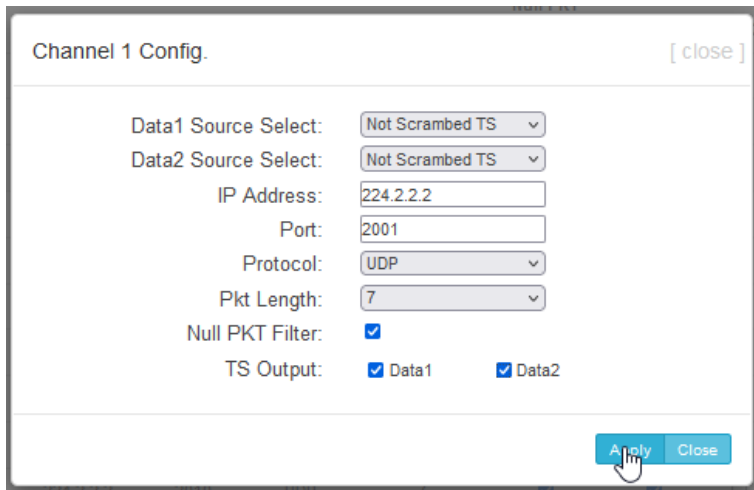 Channel 1 Config.
[ close ]
Data1 Source Select: Not Scrambed TS
Data2 Source Select: Not Scrambed TS
IP Address: 224.2.2.2
Port: 2001
Protocol: UDP
Pkt Length: 7
Null PKT Filter:
TS Output: Data1 Data2
Apply Close